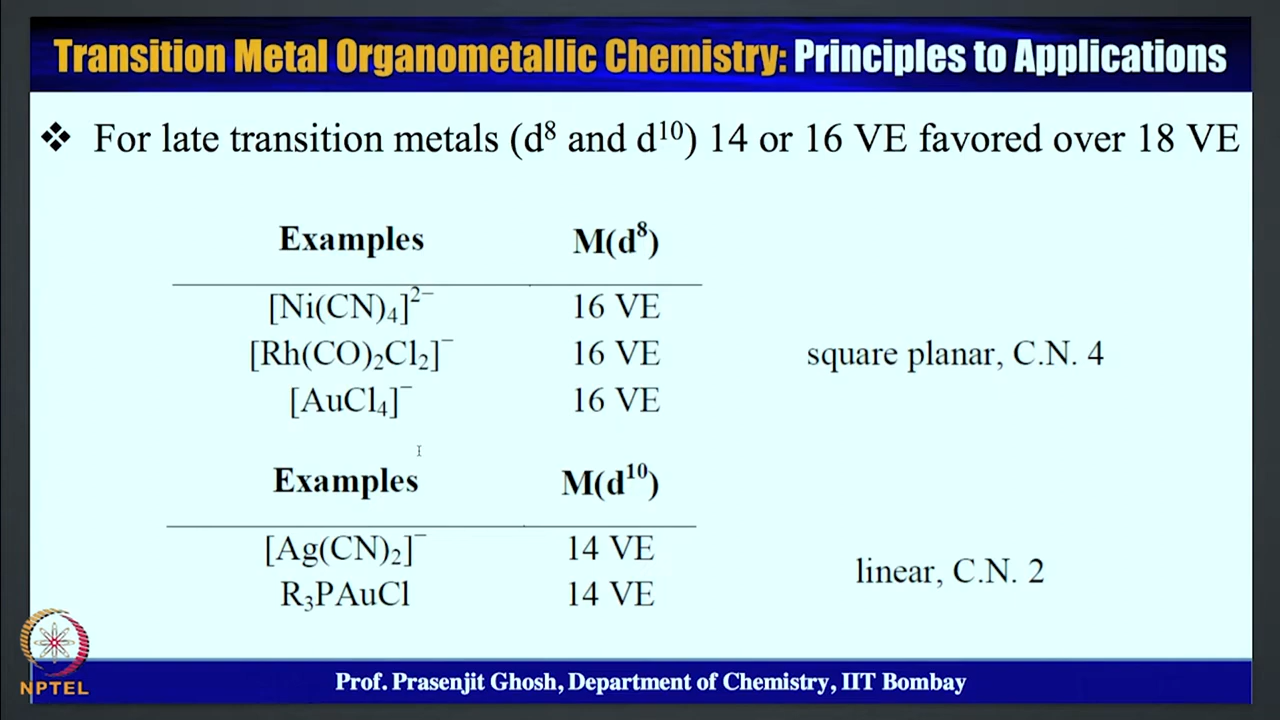 Transition Metal Organometallic Chemistry: Principles to Applications
❖ For late transition metals (d⁸ and d¹⁰) 14 or 16 VE favored over 18 VE
Examples M(d⁸)
[Ni(CN)₄]²⁻ 16 VE
[Rh(CO)₂Cl₂]⁻ 16 VE square planar, C.N. 4
[AuCl₄]⁻ 16 VE
Examples M(d¹⁰)
[Ag(CN)₂]⁻ 14 VE
linear, C.N. 2
R₃PAuCl 14 VE
NPTEL
Prof. Prasenjit Ghosh, Department of Chemistry, IIT Bombay